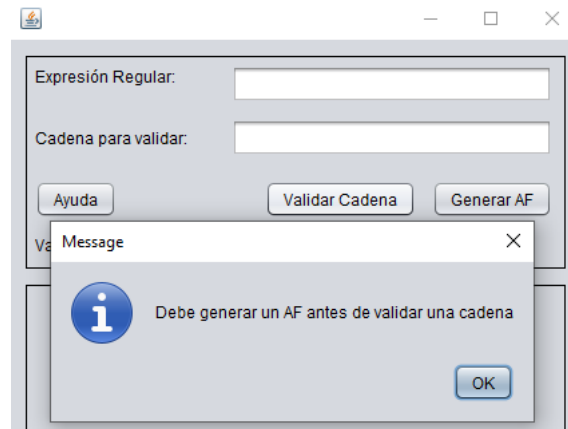 Expresión Regular:
Cadena para validar:
Ayuda
Validar Cadena
Generar AF
Va
Message
Debe generar un AF antes de validar una cadena
OK